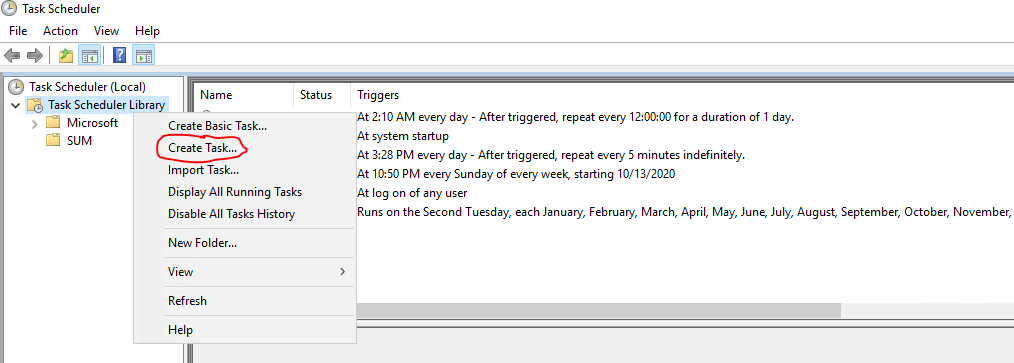 Task Scheduler
File Action View Help
Task Scheduler (Local)
Task Scheduler Library
Microsoft
SUM
Create Basic Task...
Create Task...
Import Task...
Display All Running Tasks
Disable All Tasks History
New Folder...
View
Refresh
Help
Name Status Triggers
At 2:10 AM every day - After triggered, repeat every 12:00:00 for a duration of 1 day.
At system startup
At 3:28 PM every day - After triggered, repeat every 5 minutes indefinitely.
At 10:50 PM every Sunday of every week, starting 10/13/2020
At log on of any user
Runs on the Second Tuesday, each January, February, March, April, May, June, July, August, September, October, November,